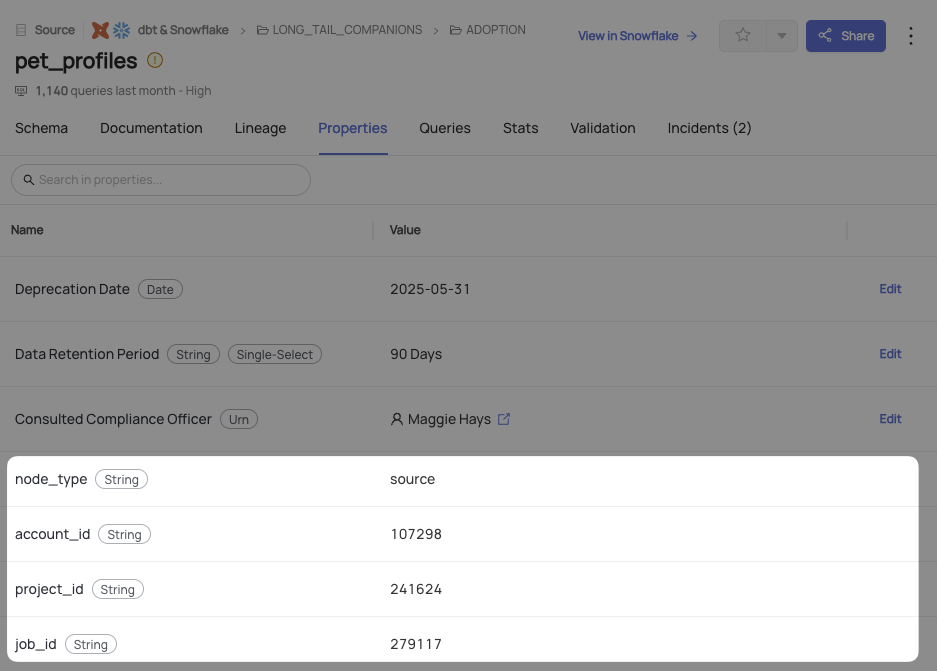 Source dbt & Snowflake > LONG_TAIL_COMPANIONS > ADOPTION
View in Snowflake → Share
pet_profiles
1,140 queries last month - High
Schema Documentation Lineage Properties Queries Stats Validation Incidents (2)
Search in properties...
Name Value
Deprecation Date Date 2025-05-31 Edit
Data Retention Period String Single-Select 90 Days Edit
Consulted Compliance Officer Urn Maggie Hays Edit
node_type String source
account_id String 107298
project_id String 241624
job_id String 279117